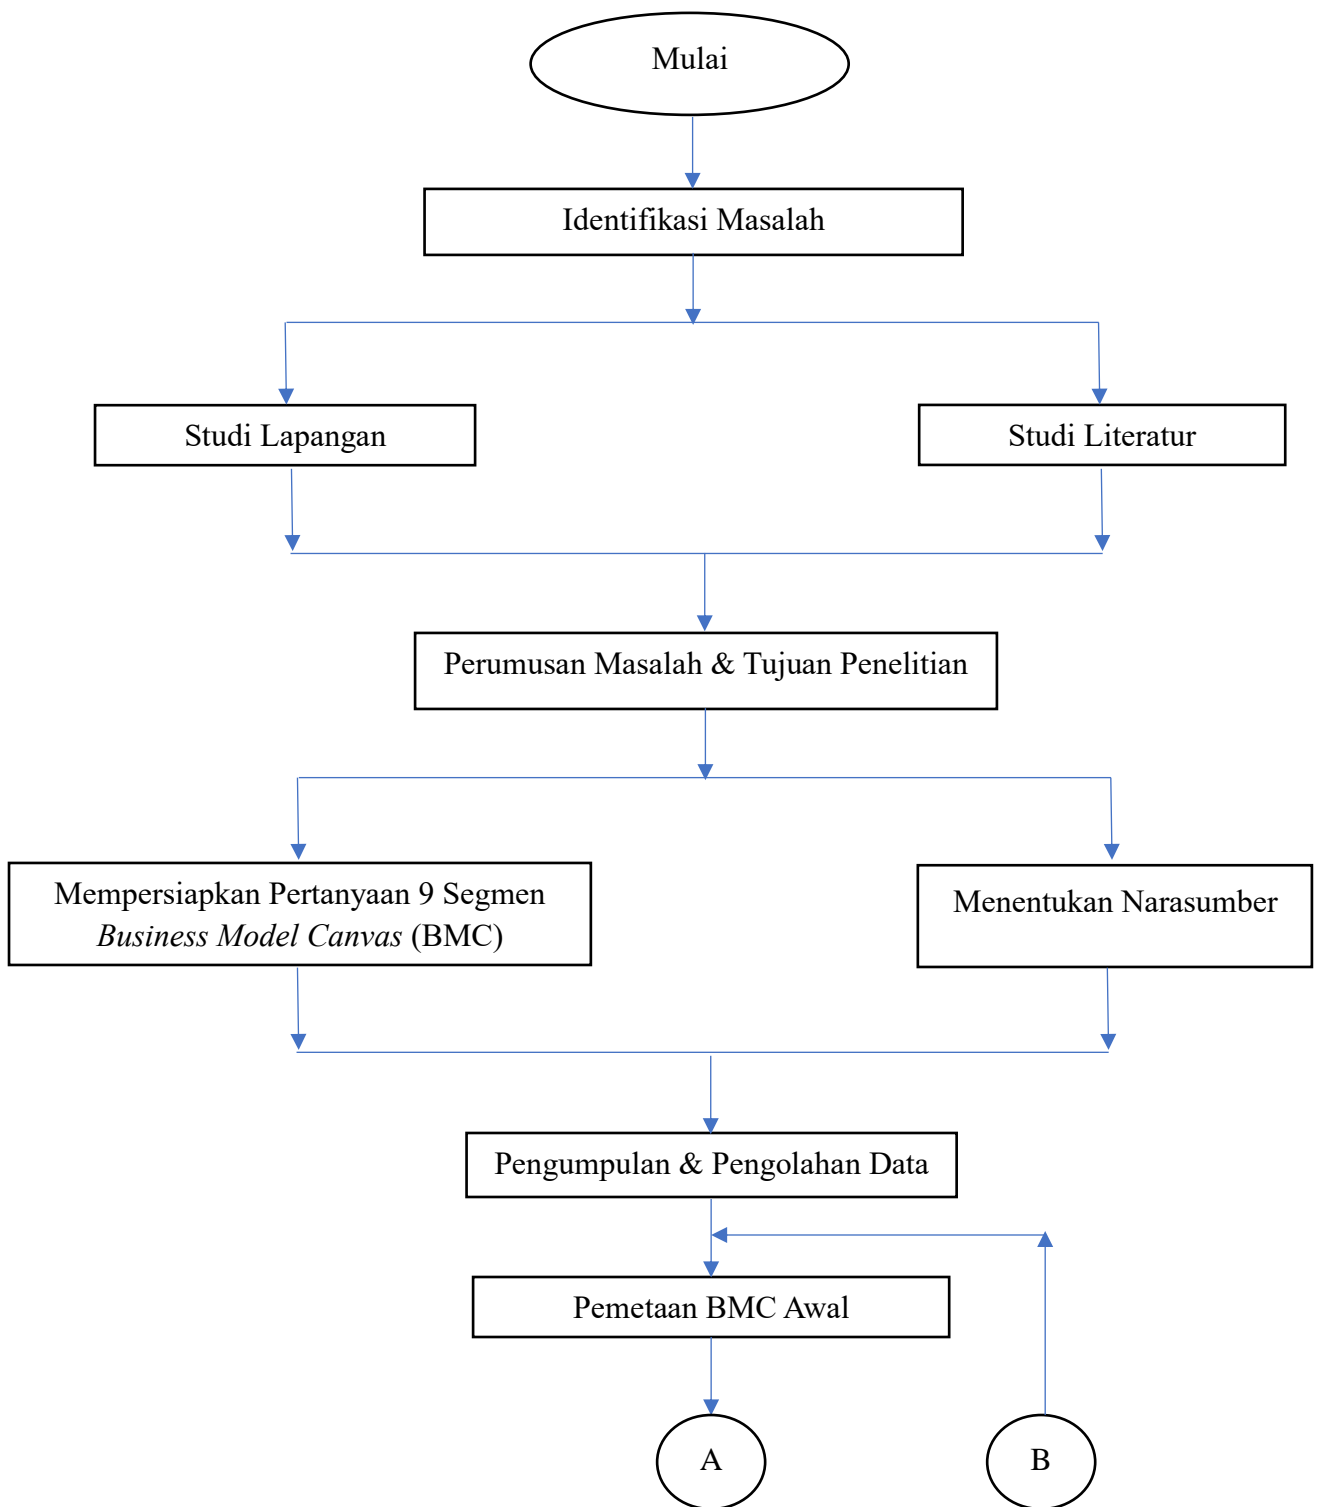 Mulai
Identifikasi Masalah
Studi Lapangan
Studi Literatur
Perumusan Masalah & Tujuan Penelitian
Mempersiapkan Pertanyaan 9 Segmen
Business Model Canvas (BMC)
Menentukan Narasumber
Pengumpulan & Pengolahan Data
Pemetaan BMC Awal
A
B